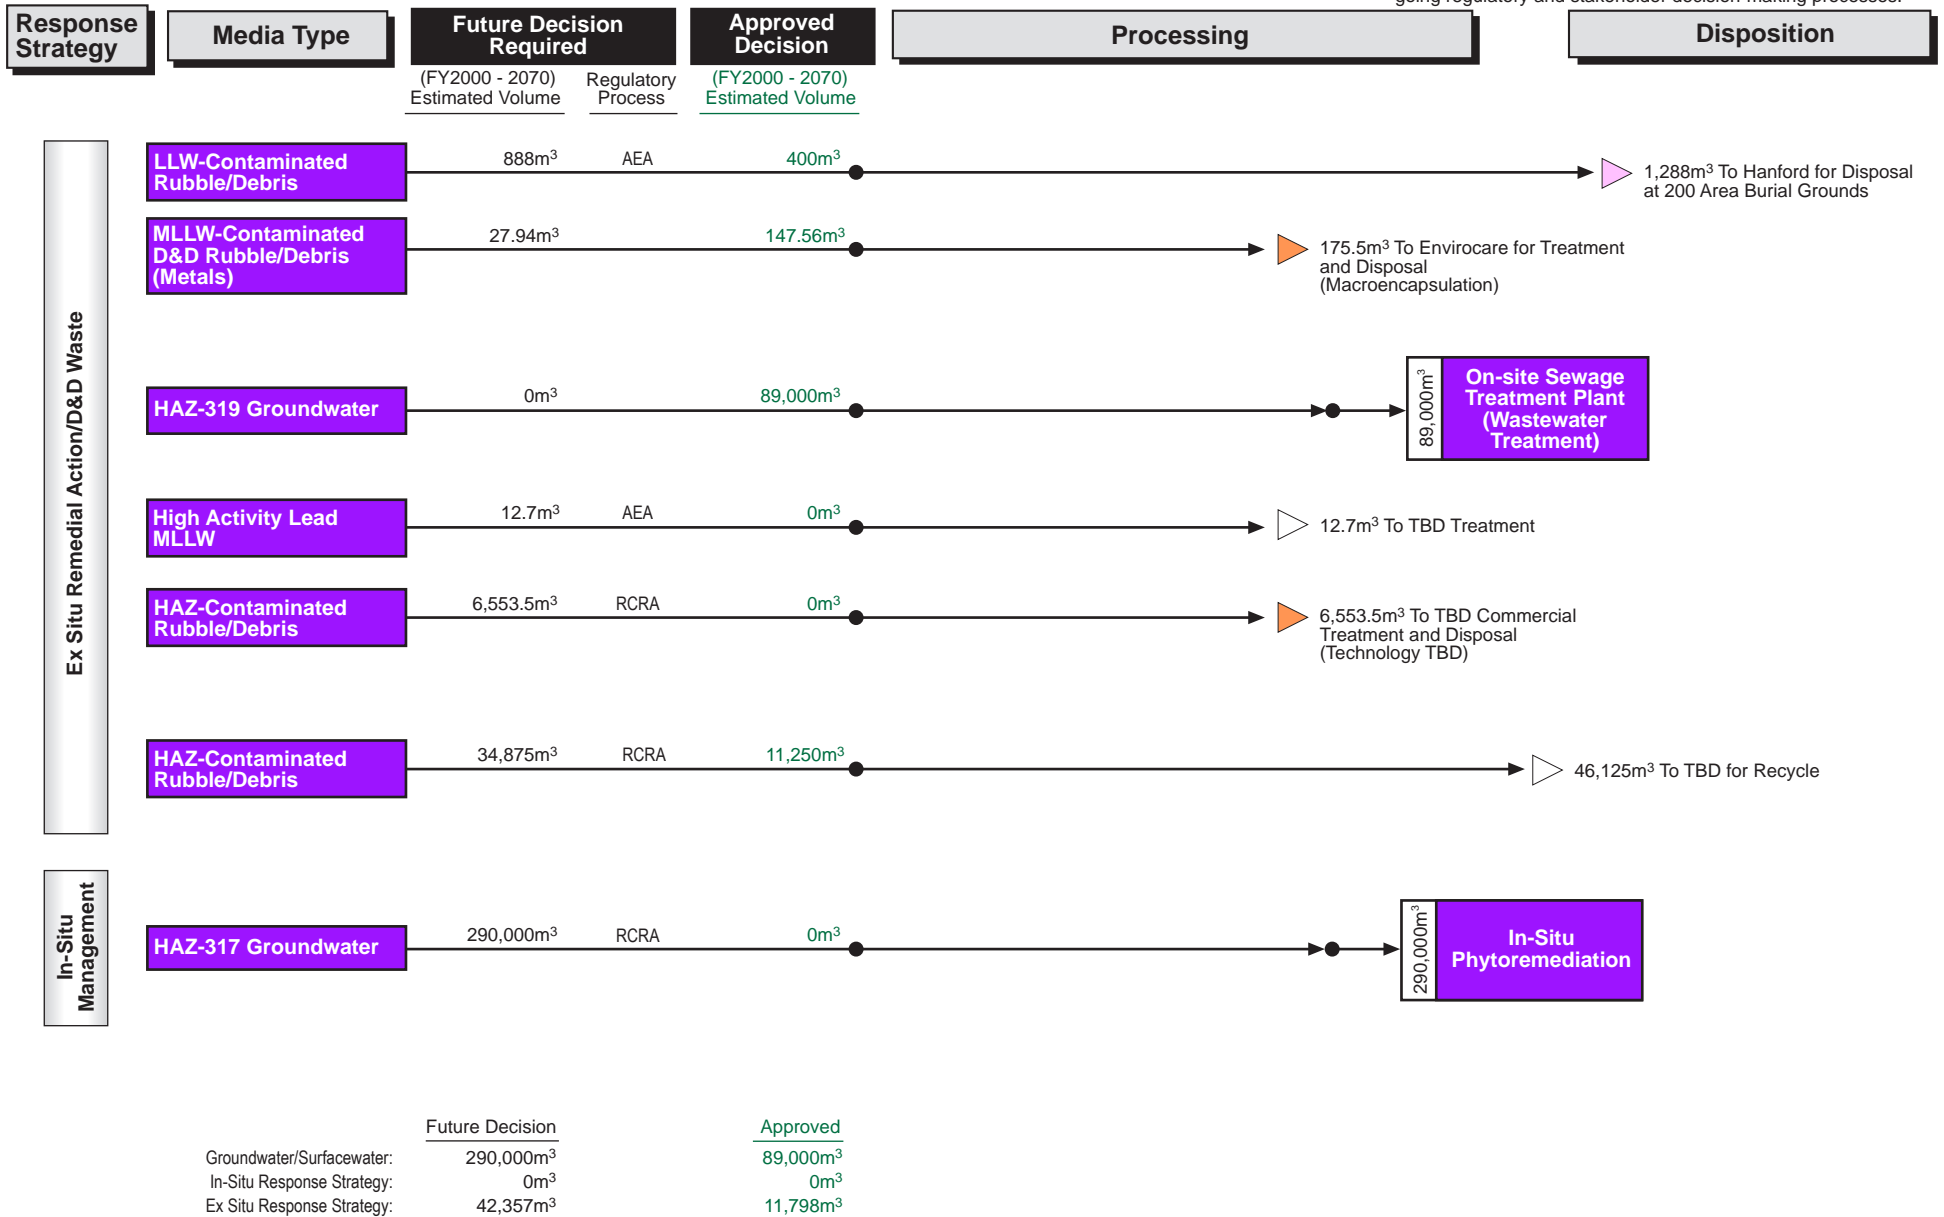 going regulatory and stakeholder decision-making processes.
Response
Strategy
Media Type
Future Decision
Required
Approved
Decision
Processing
Disposition
(FY2000 - 2070)
Estimated Volume
Regulatory
Process
(FY2000 - 2070)
Estimated Volume
Ex Situ Remedial Action/D&D Waste
LLW-Contaminated
Rubble/Debris
888m³
AEA
400m³
1,288m³ To Hanford for Disposal
at 200 Area Burial Grounds
MLLW-Contaminated
D&D Rubble/Debris
(Metals)
27.94m³
147.56m³
175.5m³ To Envirocare for Treatment
and Disposal
(Macroencapsulation)
HAZ-319 Groundwater
0m³
89,000m³
89,000m³
On-site Sewage
Treatment Plant
(Wastewater
Treatment)
High Activity Lead
MLLW
12.7m³
AEA
0m³
12.7m³ To TBD Treatment
HAZ-Contaminated
Rubble/Debris
6,553.5m³
RCRA
0m³
6,553.5m³ To TBD Commercial
Treatment and Disposal
(Technology TBD)
HAZ-Contaminated
Rubble/Debris
34,875m³
RCRA
11,250m³
46,125m³ To TBD for Recycle
In-Situ
Management
HAZ-317 Groundwater
290,000m³
RCRA
0m³
290,000m³
In-Situ
Phytoremediation
Future Decision
Approved
Groundwater/Surfacewater:
290,000m³
89,000m³
In-Situ Response Strategy:
0m³
0m³
Ex Situ Response Strategy:
42,357m³
11,798m³